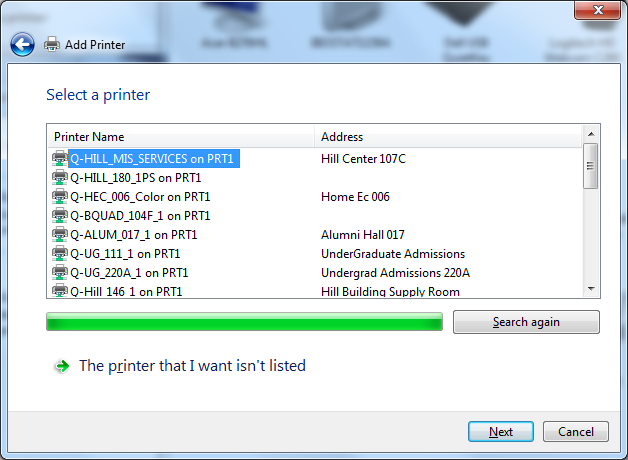 Add Printer
Select a printer
Printer Name Address
Q-HILL_MIS_SERVICES on PRT1 Hill Center 107C
Q-HILL_180_1PS on PRT1
Q-HEC_006_Color on PRT1 Home Ec 006
Q-BQUAD_104F_1 on PRT1
Q-ALUM_017_1 on PRT1 Alumni Hall 017
Q-UG_111_1 on PRT1 UnderGraduate Admissions
Q-UG_220A_1 on PRT1 Undergrad Admissions 220A
Q-Hill 146 1 on PRT1 Hill Building Supply Room
Search again
The printer that I want isn't listed
Next Cancel